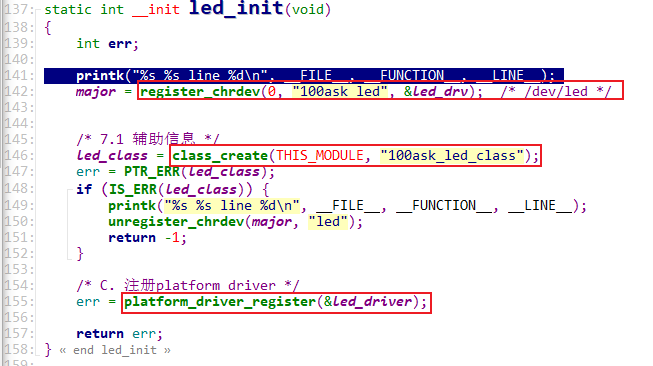 137: static int __init led_init(void)
138: {
139: int err;
140:
141: printk("%s %s line %d\n", __FILE__, __FUNCTION__, __LINE__);
142: major = register_chrdev(0, "100ask_led", &led_drv); /* /dev/led */
143:
144:
145: /* 7.1 辅助信息 */
146: led_class = class_create(THIS_MODULE, "100ask_led_class");
147: err = PTR_ERR(led_class);
148: if (IS_ERR(led_class)) {
149: printk("%s %s line %d\n", __FILE__, __FUNCTION__, __LINE__);
150: unregister_chrdev(major, "led");
151: return -1;
152: }
153:
154: /* C. 注册platform_driver */
155: err = platform_driver_register(&led_driver);
156:
157: return err;
158: } « end led_init »
159: